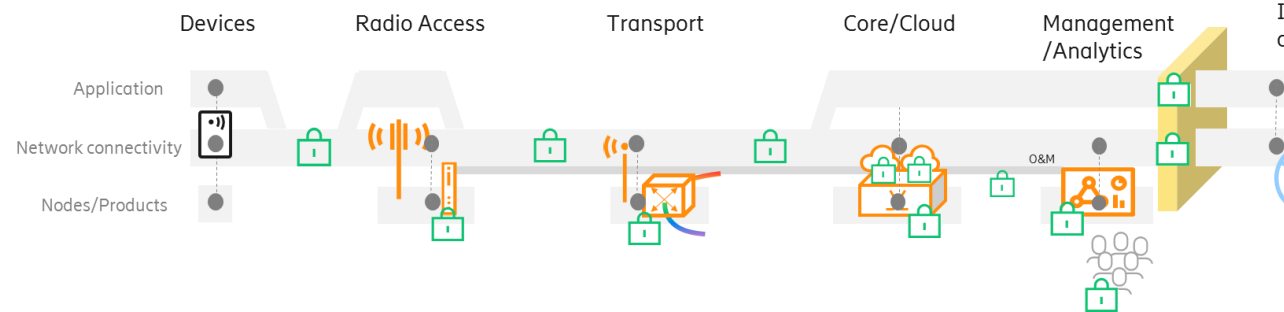 Devices
Radio Access
Transport
Core/Cloud
Management
/Analytics
Application
Network connectivity
O&M
Nodes/Products